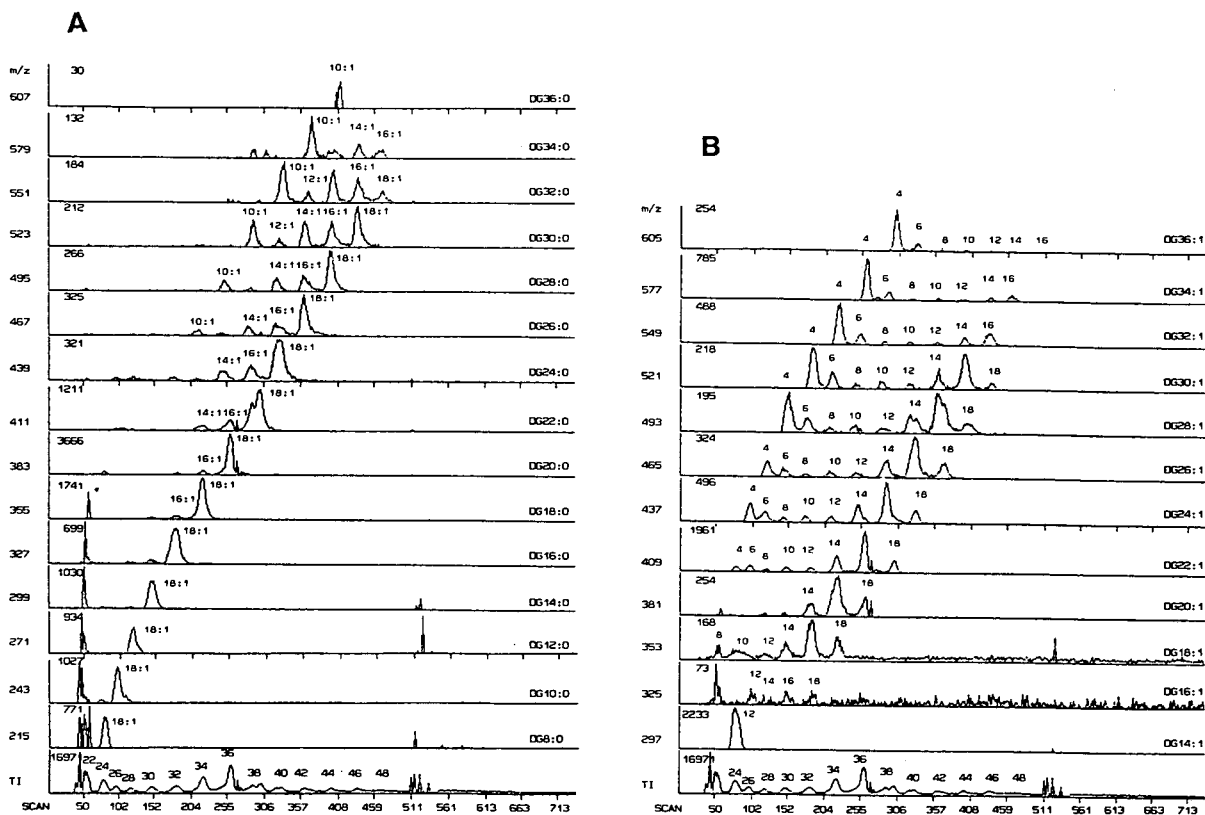 A
m/z 30 10:1
607 DG36:0
132 10:1 14:1 16:1
579 DG34:0
184 10:1 12:1 16:1 18:1
551 DG32:0
212 10:1 12:1 14:1 16:1 18:1
523 DG30:0
266 10:1 14:1 16:1 18:1
495 DG28:0
325 10:1 14:1 16:1 18:1
467 DG26:0
321 14:1 16:1 18:1
439 DG24:0
1211 14:1 16:1 18:1
411 DG22:0
3666 16:1 18:1
383 DG20:0
1741 * 16:1 18:1
355 DG18:0
699 18:1
327 DG16:0
1030 18:1
299 DG14:0
934 18:1
271 DG12:0
1027 18:1
243 DG10:0
771 18:1
215 DG8:0
1697 22 24 26 28 30 32 34 36 38 40 42 44 46 48
TI
SCAN 50 102 152 204 255 306 357 408 459 511 561 663 713
B
m/z 254 4 6 8 10 12 14 16
605 DG36:1
785 4 6 8 10 12 14 16
577 DG34:1
488 4 6 8 10 12 14 16
549 DG32:1
218 4 6 8 10 12 14 18
521 DG30:1
195 4 6 8 10 12 14 18
493 DG28:1
324 4 6 8 10 12 14 18
465 DG26:1
496 4 6 8 10 12 14 18
437 DG24:1
1961 4 6 8 10 12 14 18
409 DG22:1
254 14 18
381 DG20:1
168 8 10 12 14 18
353 DG18:1
73 12 14 16 18
325 DG16:1
2233 12
297 DG14:1
1697 24 26 28 30 32 34 36 38 40 42 44 46 48
TI
SCAN 50 102 152 204 255 306 357 408 459 511 561 612 663 713